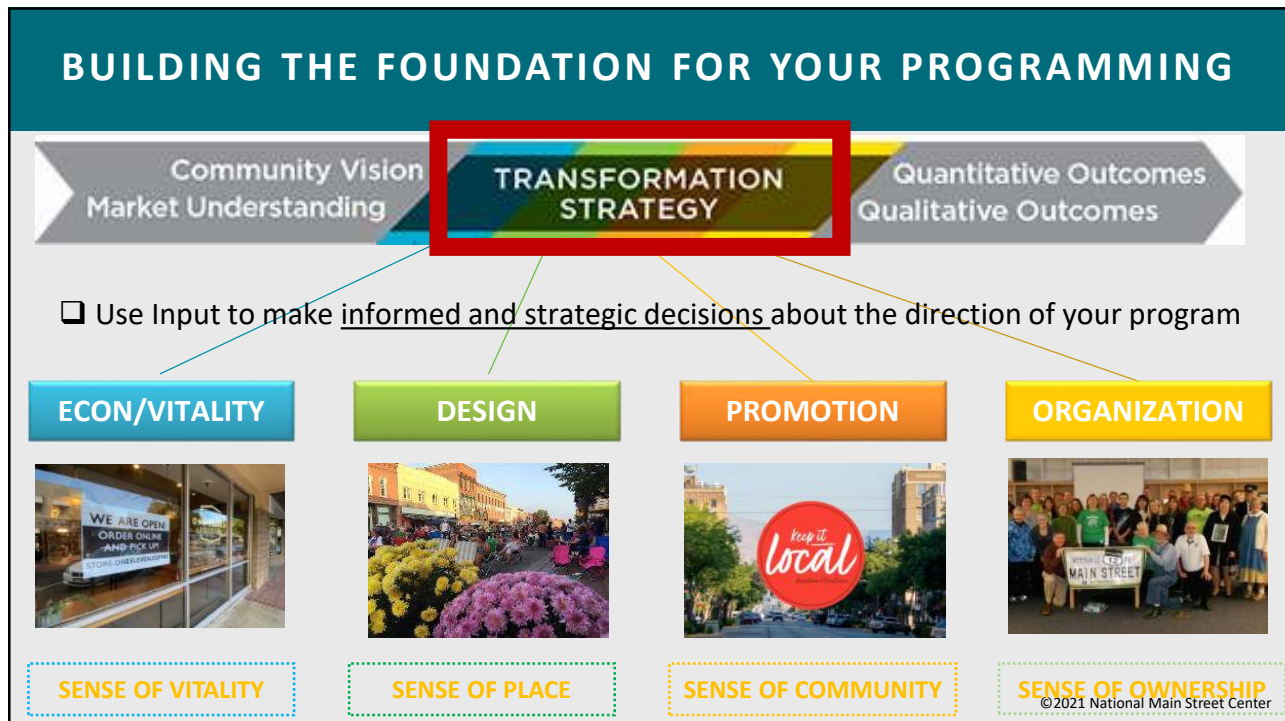 BUILDING THE FOUNDATION FOR YOUR PROGRAMMING
Community Vision
Market Understanding
TRANSFORMATION
STRATEGY
Quantitative Outcomes
Qualitative Outcomes
❑ Use Input to make informed and strategic decisions about the direction of your program
ECON/VITALITY
DESIGN
PROMOTION
ORGANIZATION
WE ARE OPEN
ORDER ONLINE
AND PICK UP!
STORE.ONEELEVEN.COFFEE
keep it
local
MAIN STREET
SENSE OF VITALITY
SENSE OF PLACE
SENSE OF COMMUNITY
SENSE OF OWNERSHIP
©2021 National Main Street Center